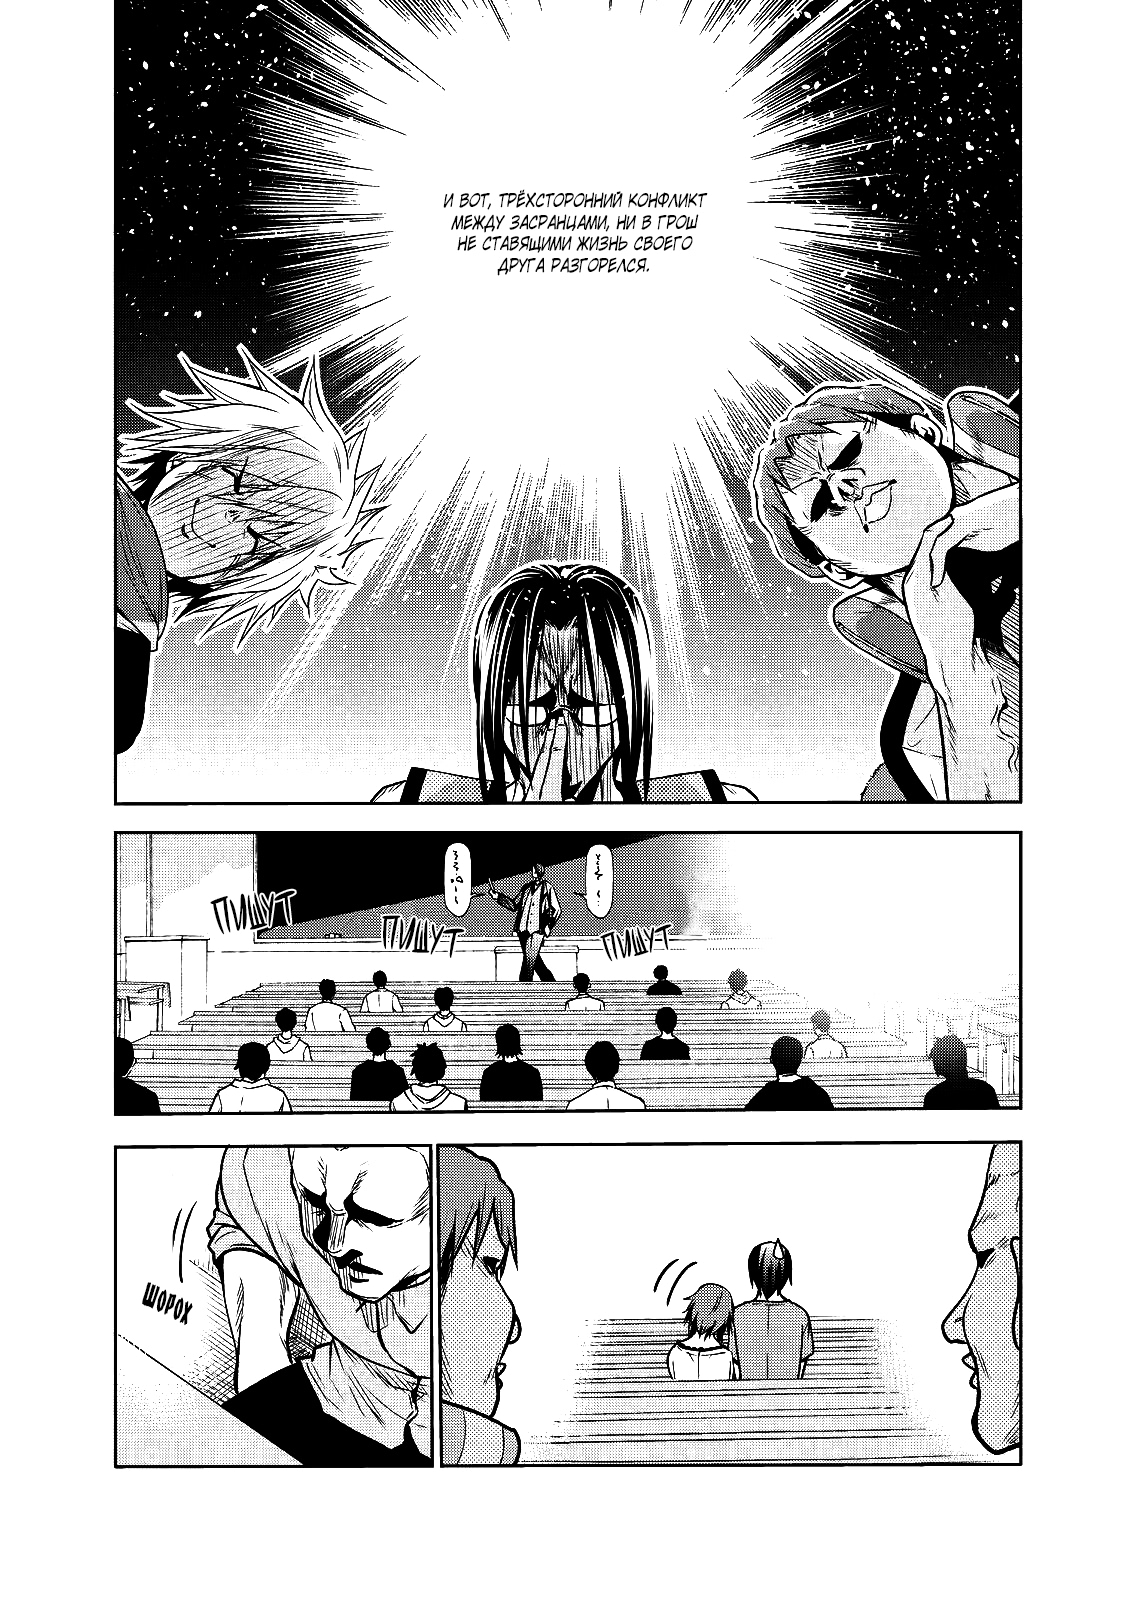 И ВОТ, ТРЁХСТОРОННИЙ КОНФЛИКТ
МЕЖДУ ЗАСРАНЦАМИ, НИ В ГРОШ
НЕ СТАВЯЩИМИ ЖИЗНЬ СВОЕГО
ДРУГА РАЗГОРЕЛСЯ.
ПИШУТ
ПИШУТ
ПИШУТ
ШОРОХ